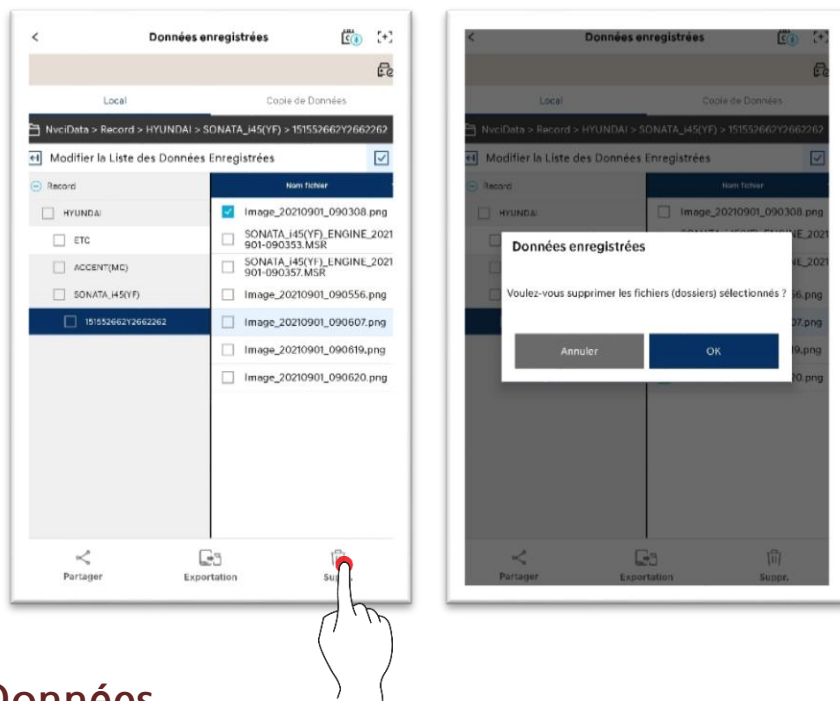 Données enregistrées
Local
Copie de Données
NvciData > Record > HYUNDAI > SONATA_i45(YF) > 151552662Y2662262
Modifier la Liste des Données Enregistrées
Record
Nom fichier
HYUNDAI
ETC
ACCENT(MC)
SONATA_i45(YF)
151552662Y2662262
Image_20210901_090308.png
SONATA_i45(YF)_ENGINE_2021
901-090353.MSR
SONATA_i45(YF)_ENGINE_2021
901-090357.MSR
Image_20210901_090556.png
Image_20210901_090607.png
Image_20210901_090619.png
Image_20210901_090620.png
Partager
Exportation
Données enregistrées
Local
Copie de Données
NvciData > Record > HYUNDAI > SONATA_i45(YF) > 151552662Y2662262
Modifier la Liste des Données Enregistrées
Record
Nom fichier
HYUNDAI
Image_20210901_090308.png
Données enregistrées
Voulez-vous supprimer les fichiers (dossiers) sélectionnés ?
Annuler
OK
Partager
Exportation
Suppr.
Données